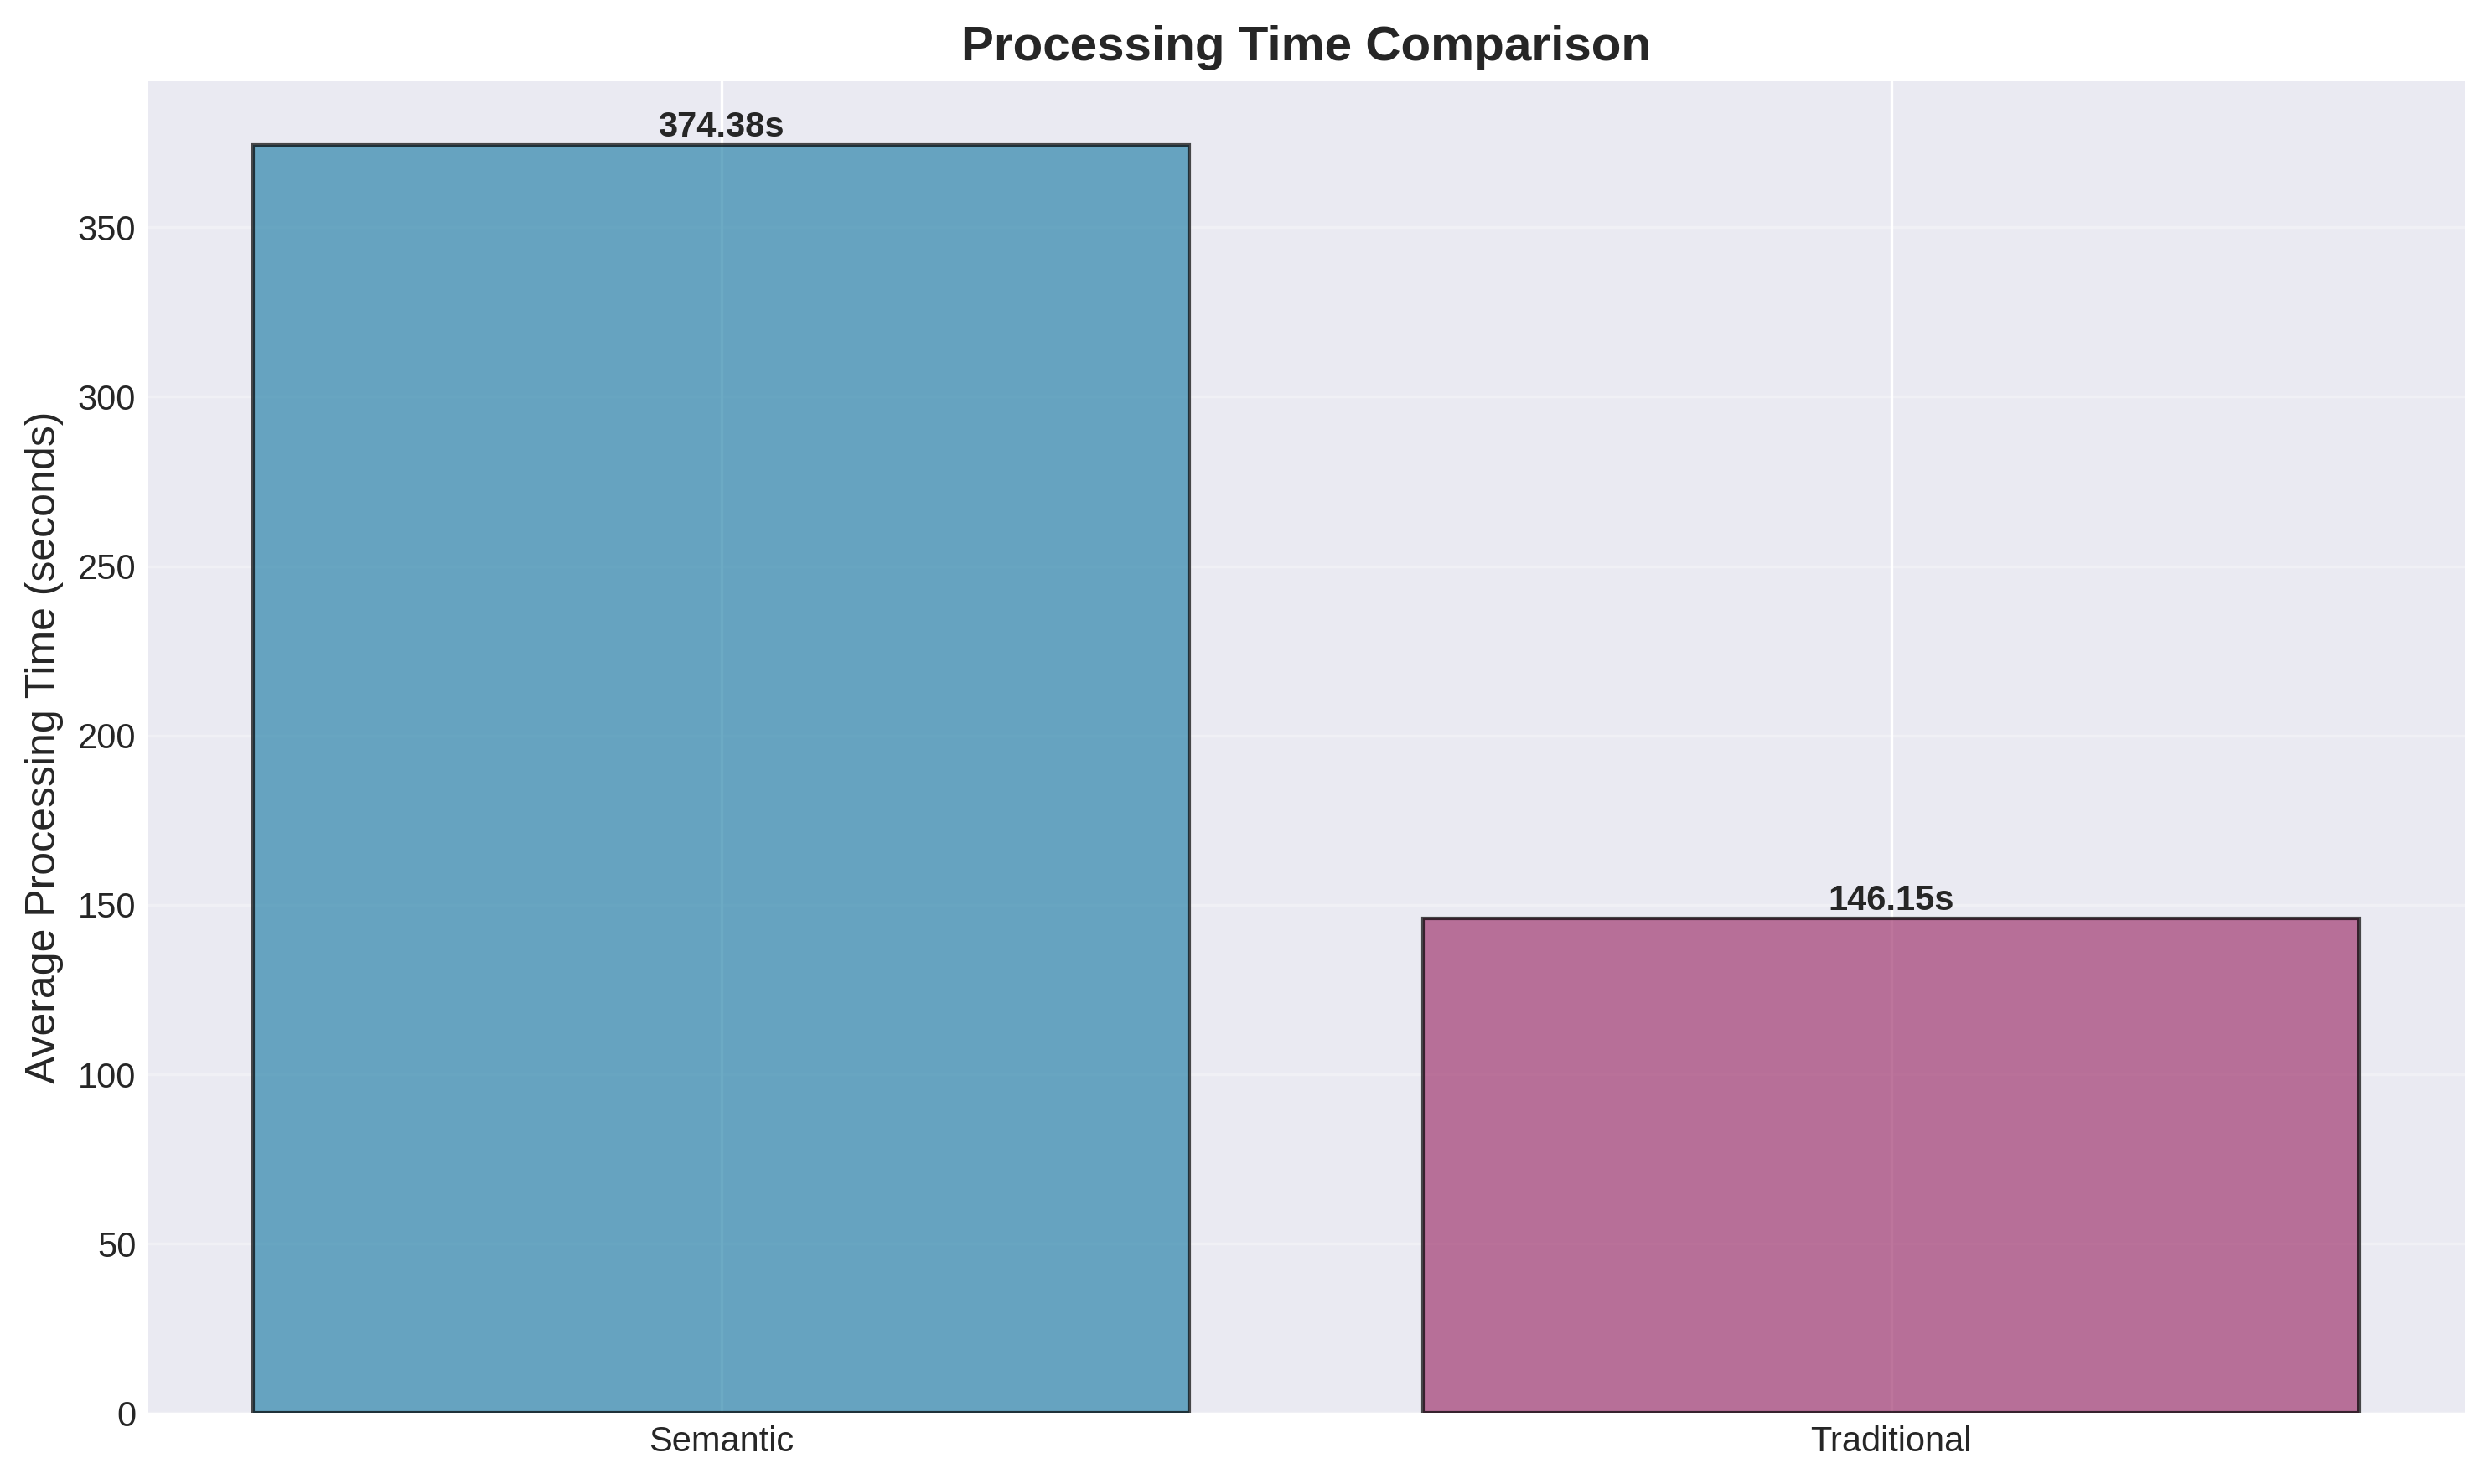 Processing Time Comparison
Average Processing Time (seconds)
350
300
250
200
150
100
50
0
374.38s
146.15s
Semantic
Traditional